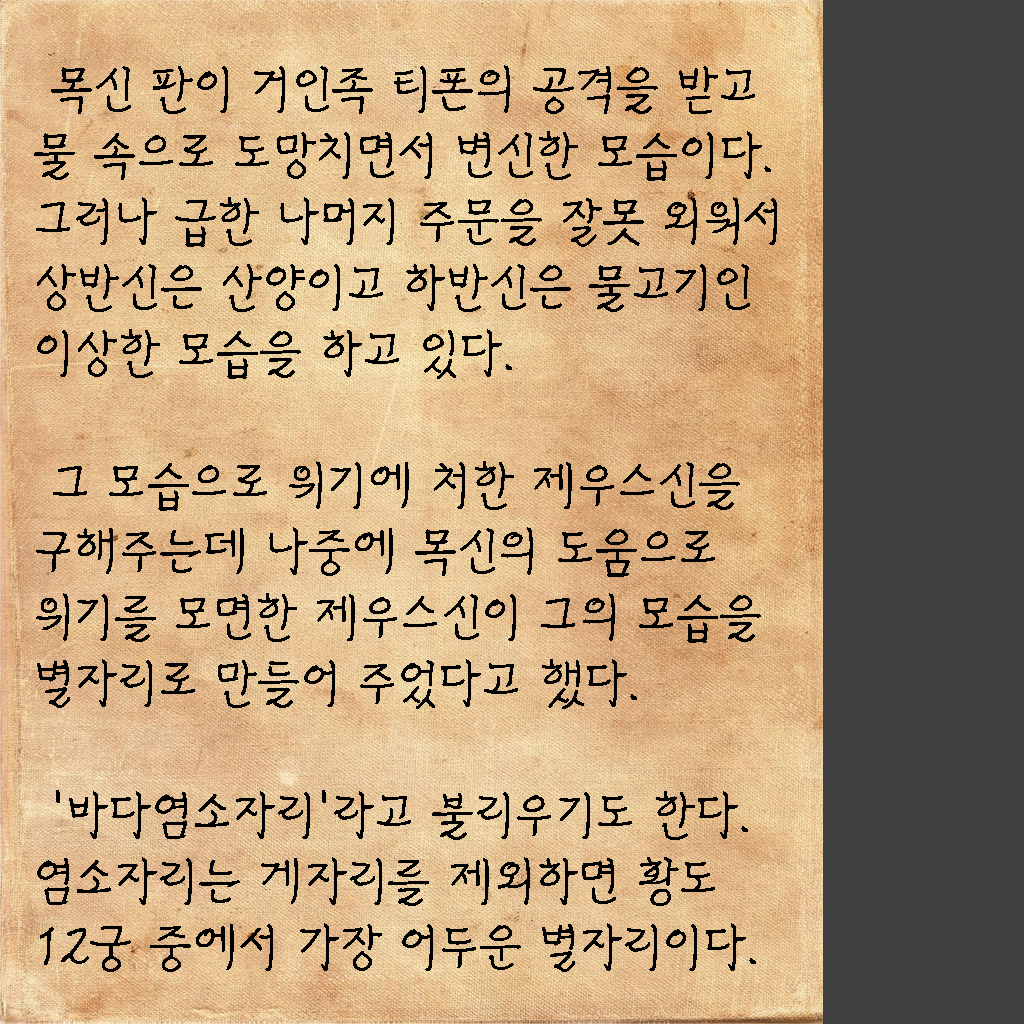 목신 판이 거인족 티폰의 공격을 받고
물 속으로 도망치면서 변신한 모습이다.
그러나 급한 나머지 주문을 잘못 외워서
상반신은 산양이고 하반신은 물고기인
이상한 모습을 하고 있다.
그 모습으로 위기에 처한 제우스신을
구해주는데 나중에 목신의 도움으로
위기를 모면한 제우스신이 그의 모습을
별자리로 만들어 주었다고 했다.
'바다염소자리'라고 불리우기도 한다.
염소자리는 게자리를 제외하면 황도
12궁 중에서 가장 어두운 별자리이다.